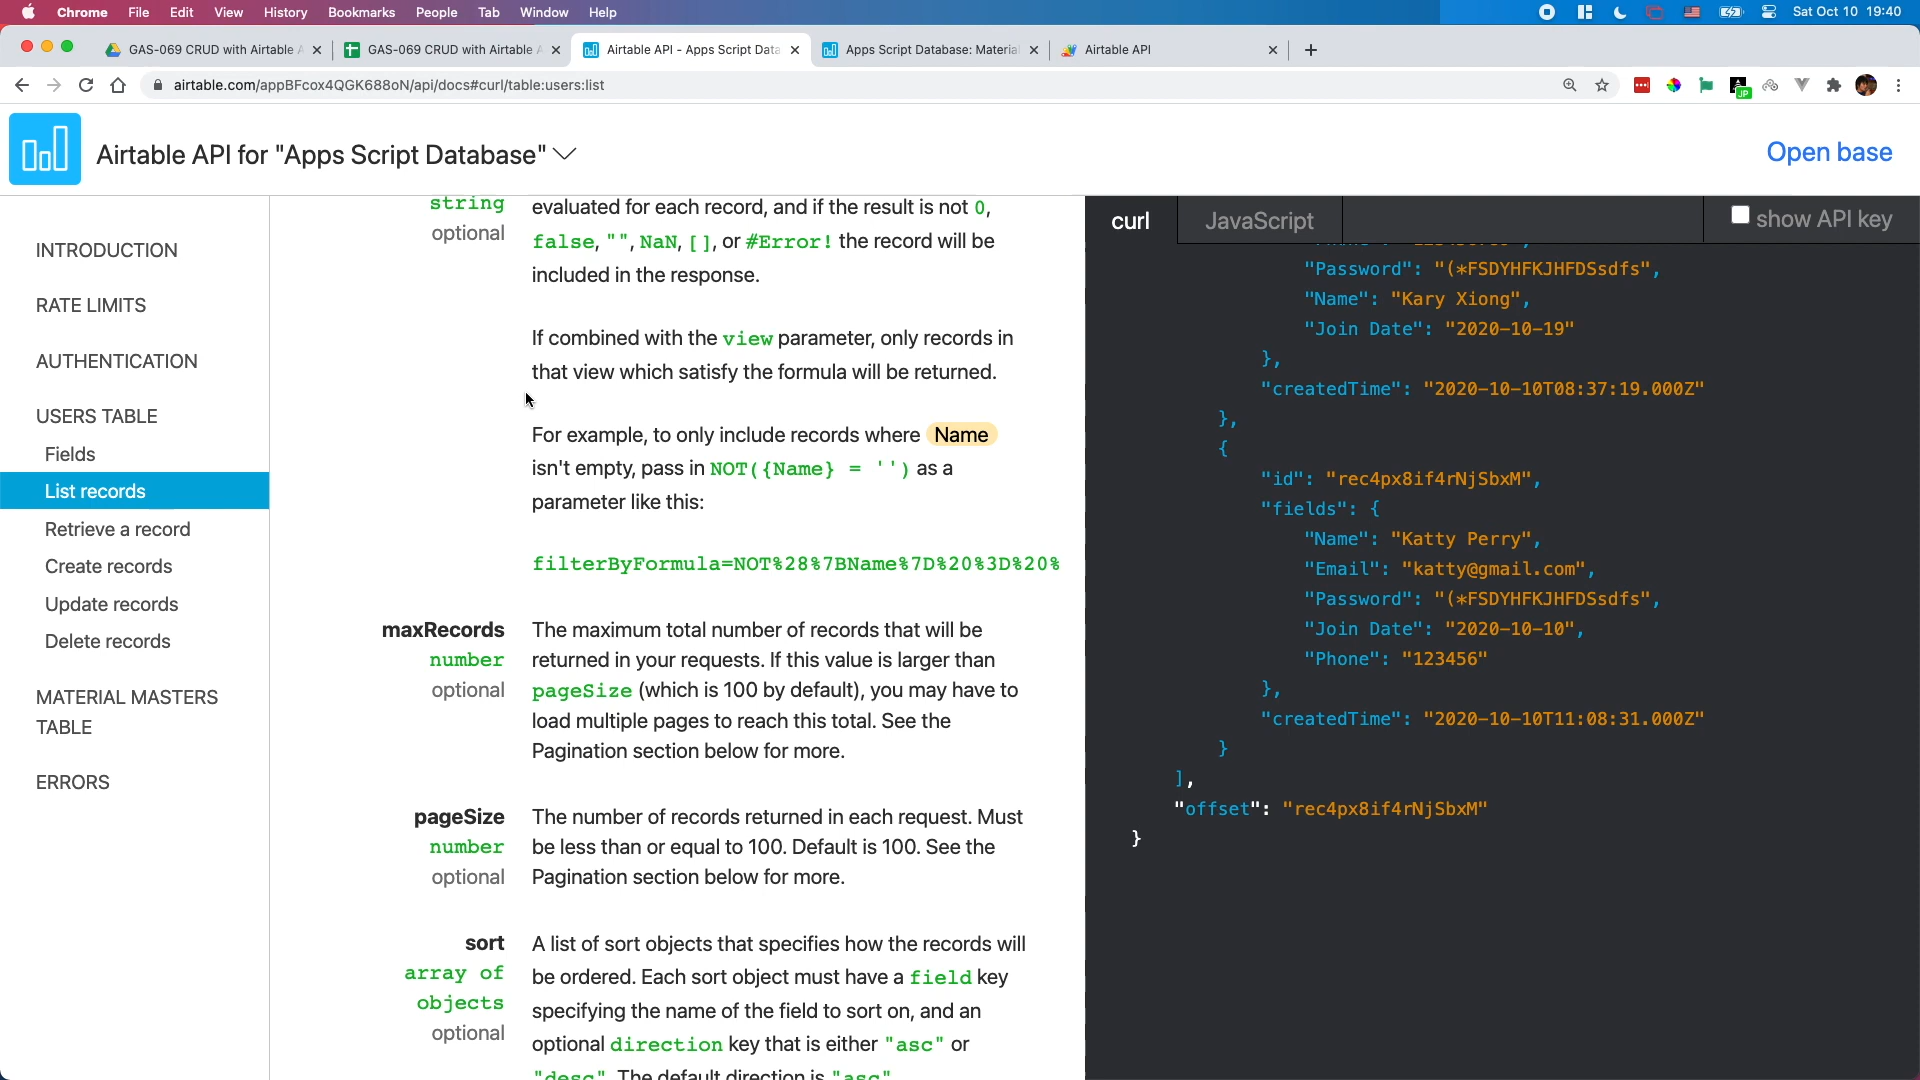 Chrome File Edit View History Bookmarks People Tab Window Help Sat Oct 10 19:40
GAS-069 CRUD with Airtable A GAS-069 CRUD with Airtable Airtable API - Apps Script Data Apps Script Database: Material Airtable API
airtable.com/appBFcox4QGK688oN/api/docs#curl/table:users:list
JP
Airtable API for "Apps Script Database"
Open base
INTRODUCTION
RATE LIMITS
AUTHENTICATION
USERS TABLE
Fields
List records
Retrieve a record
Create records
Update records
Delete records
MATERIAL MASTERS
TABLE
ERRORS
string
optional
evaluated for each record, and if the result is not 0,
false, "", NaN, [], or #Error! the record will be
included in the response.
If combined with the view parameter, only records in
that view which satisfy the formula will be returned.
For example, to only include records where Name
isn't empty, pass in NOT({Name} = '') as a
parameter like this:
filterByFormula=NOT%28%7BName%7D%20%3D%20%
maxRecords
number
optional
The maximum total number of records that will be
returned in your requests. If this value is larger than
pageSize (which is 100 by default), you may have to
load multiple pages to reach this total. See the
Pagination section below for more.
pageSize
number
optional
The number of records returned in each request. Must
be less than or equal to 100. Default is 100. See the
Pagination section below for more.
sort
array of
objects
optional
A list of sort objects that specifies how the records will
be ordered. Each sort object must have a field key
specifying the name of the field to sort on, and an
optional direction key that is either "asc" or
"desc". The default direction is "asc".
curl JavaScript show API key
"Password": "(*FSDYHFKJHFDSsdfs",
"Name": "Kary Xiong",
"Join Date": "2020-10-19"
},
"createdTime": "2020-10-10T08:37:19.000Z"
},
{
"id": "rec4px8if4rNjSbxM",
"fields": {
"Name": "Katty Perry",
"Email": "katty@gmail.com",
"Password": "(*FSDYHFKJHFDSsdfs",
"Join Date": "2020-10-10",
"Phone": "123456"
},
"createdTime": "2020-10-10T11:08:31.000Z"
}
],
"offset": "rec4px8if4rNjSbxM"
}